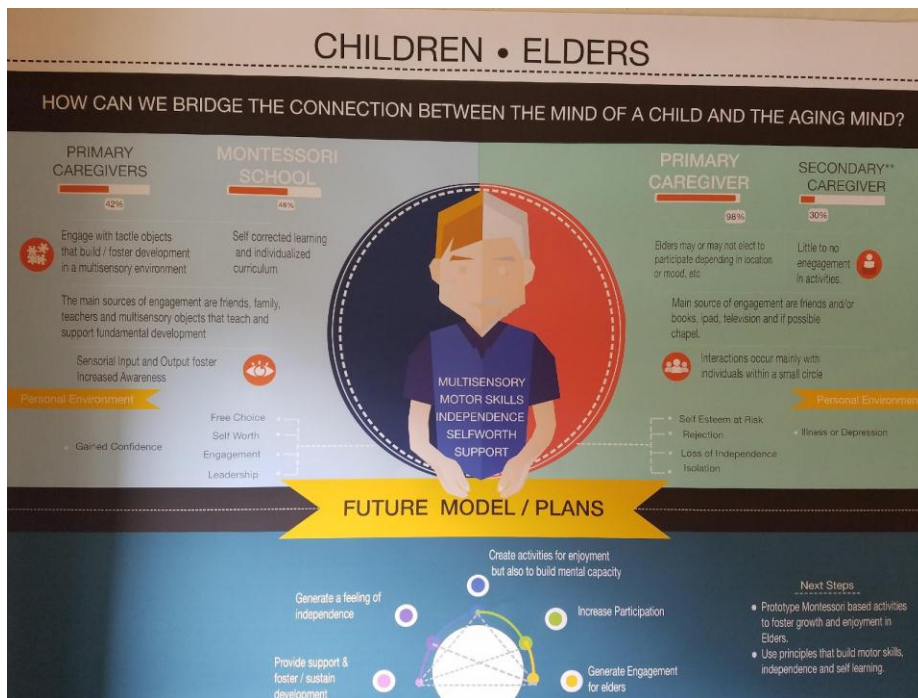 CHILDREN • ELDERS
HOW CAN WE BRIDGE THE CONNECTION BETWEEN THE MIND OF A CHILD AND THE AGING MIND?
PRIMARY
CAREGIVERS
42%
MONTESSORI
SCHOOL
48%
Engage with tactle objects
that build / foster development
in a multisensory environment
Self corrected learning
and individualized
curriculum
The main sources of engagement are friends, family,
teachers and multisensory objects that teach and
support fundamental development
Sensorial Input and Output foster
Increased Awareness
Personal Environment
• Gained Confidence
Free Choice
Self Worth
Engagement
Leadership
MULTISENSORY
MOTOR SKILLS
INDEPENDENCE
SELFWORTH
SUPPORT
PRIMARY
CAREGIVER
98%
SECONDARY**
CAREGIVER
30%
Elders may or may not elect to
participate depending in location
or mood, etc
Little to no
enegagement
in activities.
Main source of engagement are friends and/or
books, ipad, television and if possible
chapel.
Interactions occur mainly with
individuals within a small circle
Personal Environmen
Self Esteem at Risk
Rejection
Loss of Independence
Isolation
• Illness or Depression
FUTURE MODEL / PLANS
Create activities for enjoyment
but also to build mental capacity
Generate a feeling of
independence
Increase Participation
Provide support &
foster / sustain
development
Generate Engagement
for elders
Next Steps
• Prototype Montessori based activities
to foster growth and enjoyment in
Elders.
• Use principles that build motor skills,
independence and self learning.